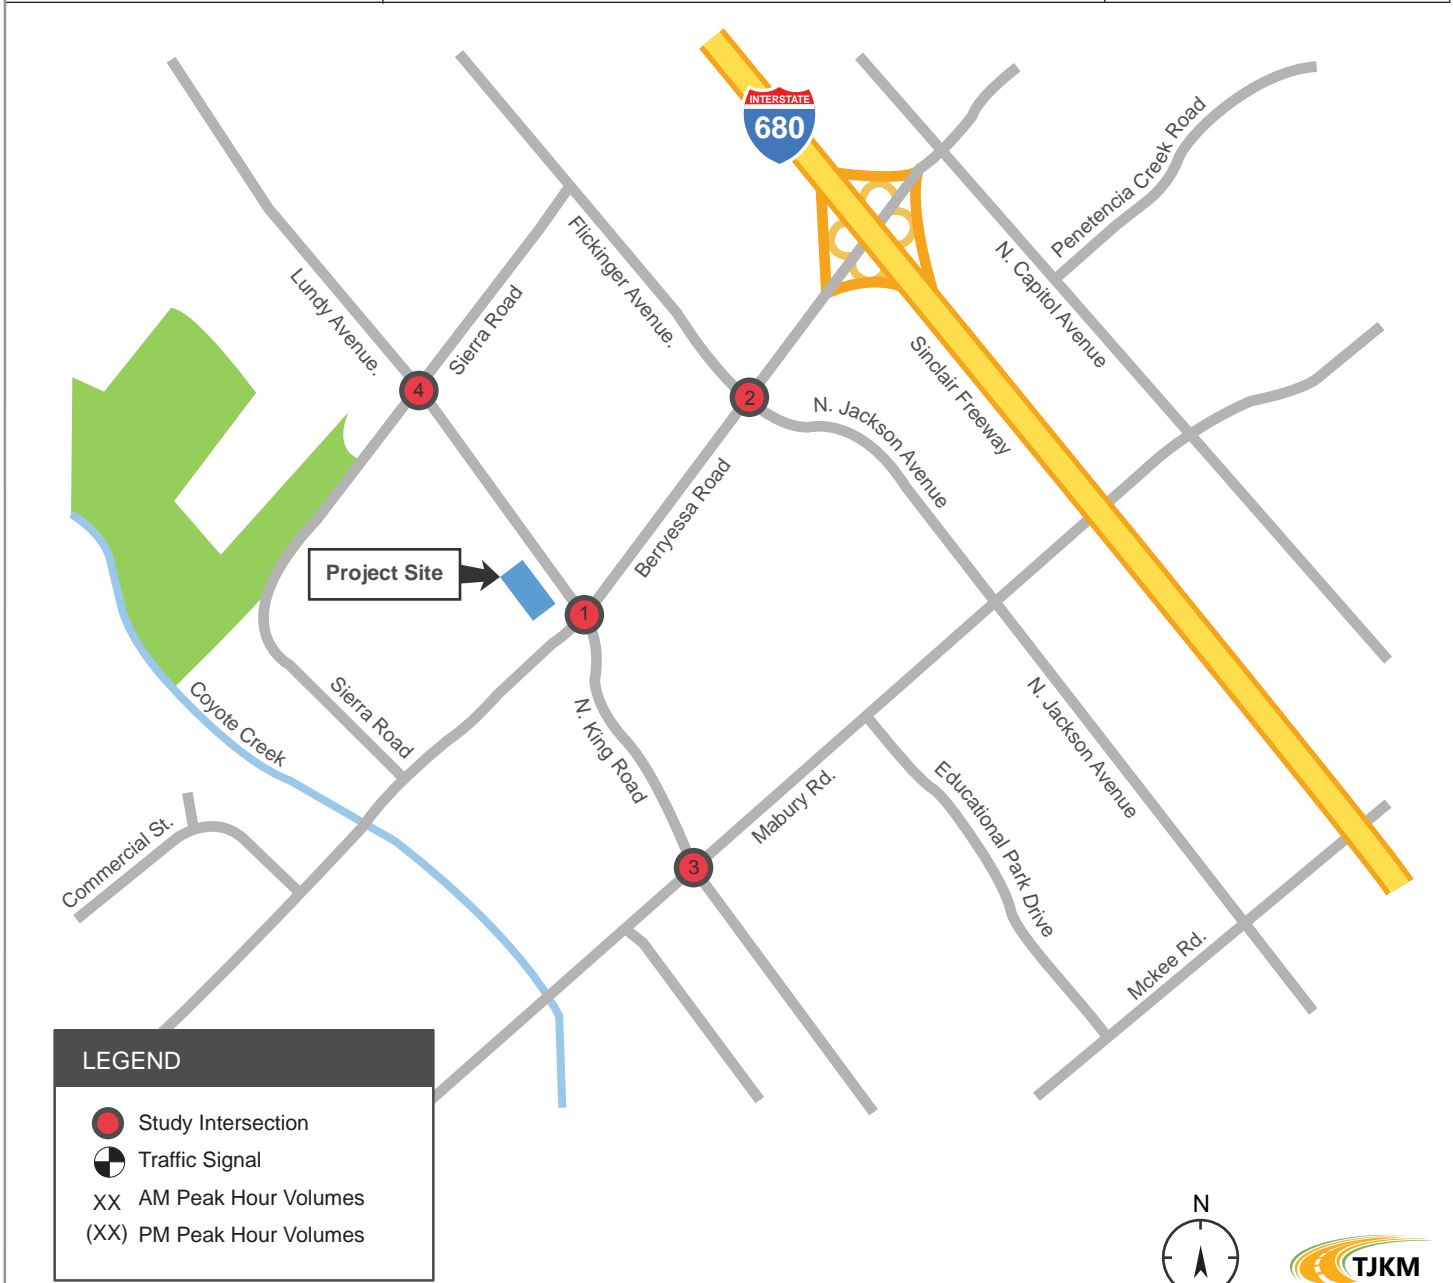 INTERSTATE
680
Penetencia Creek Road
Flickinger Avenue.
N. Capitol Avenue
Lundy Avenue.
Sierra Road
Sinclair Freeway
4
2
N. Jackson Avenue
Berryessa Road
Project Site
1
Sierra Road
Coyote Creek
N. King Road
N. Jackson Avenue
Mabury Rd.
Educational Park Drive
Commercial St.
3
Mckee Rd.
LEGEND
Study Intersection
Traffic Signal
XX AM Peak Hour Volumes
(XX) PM Peak Hour Volumes
N
TJKM